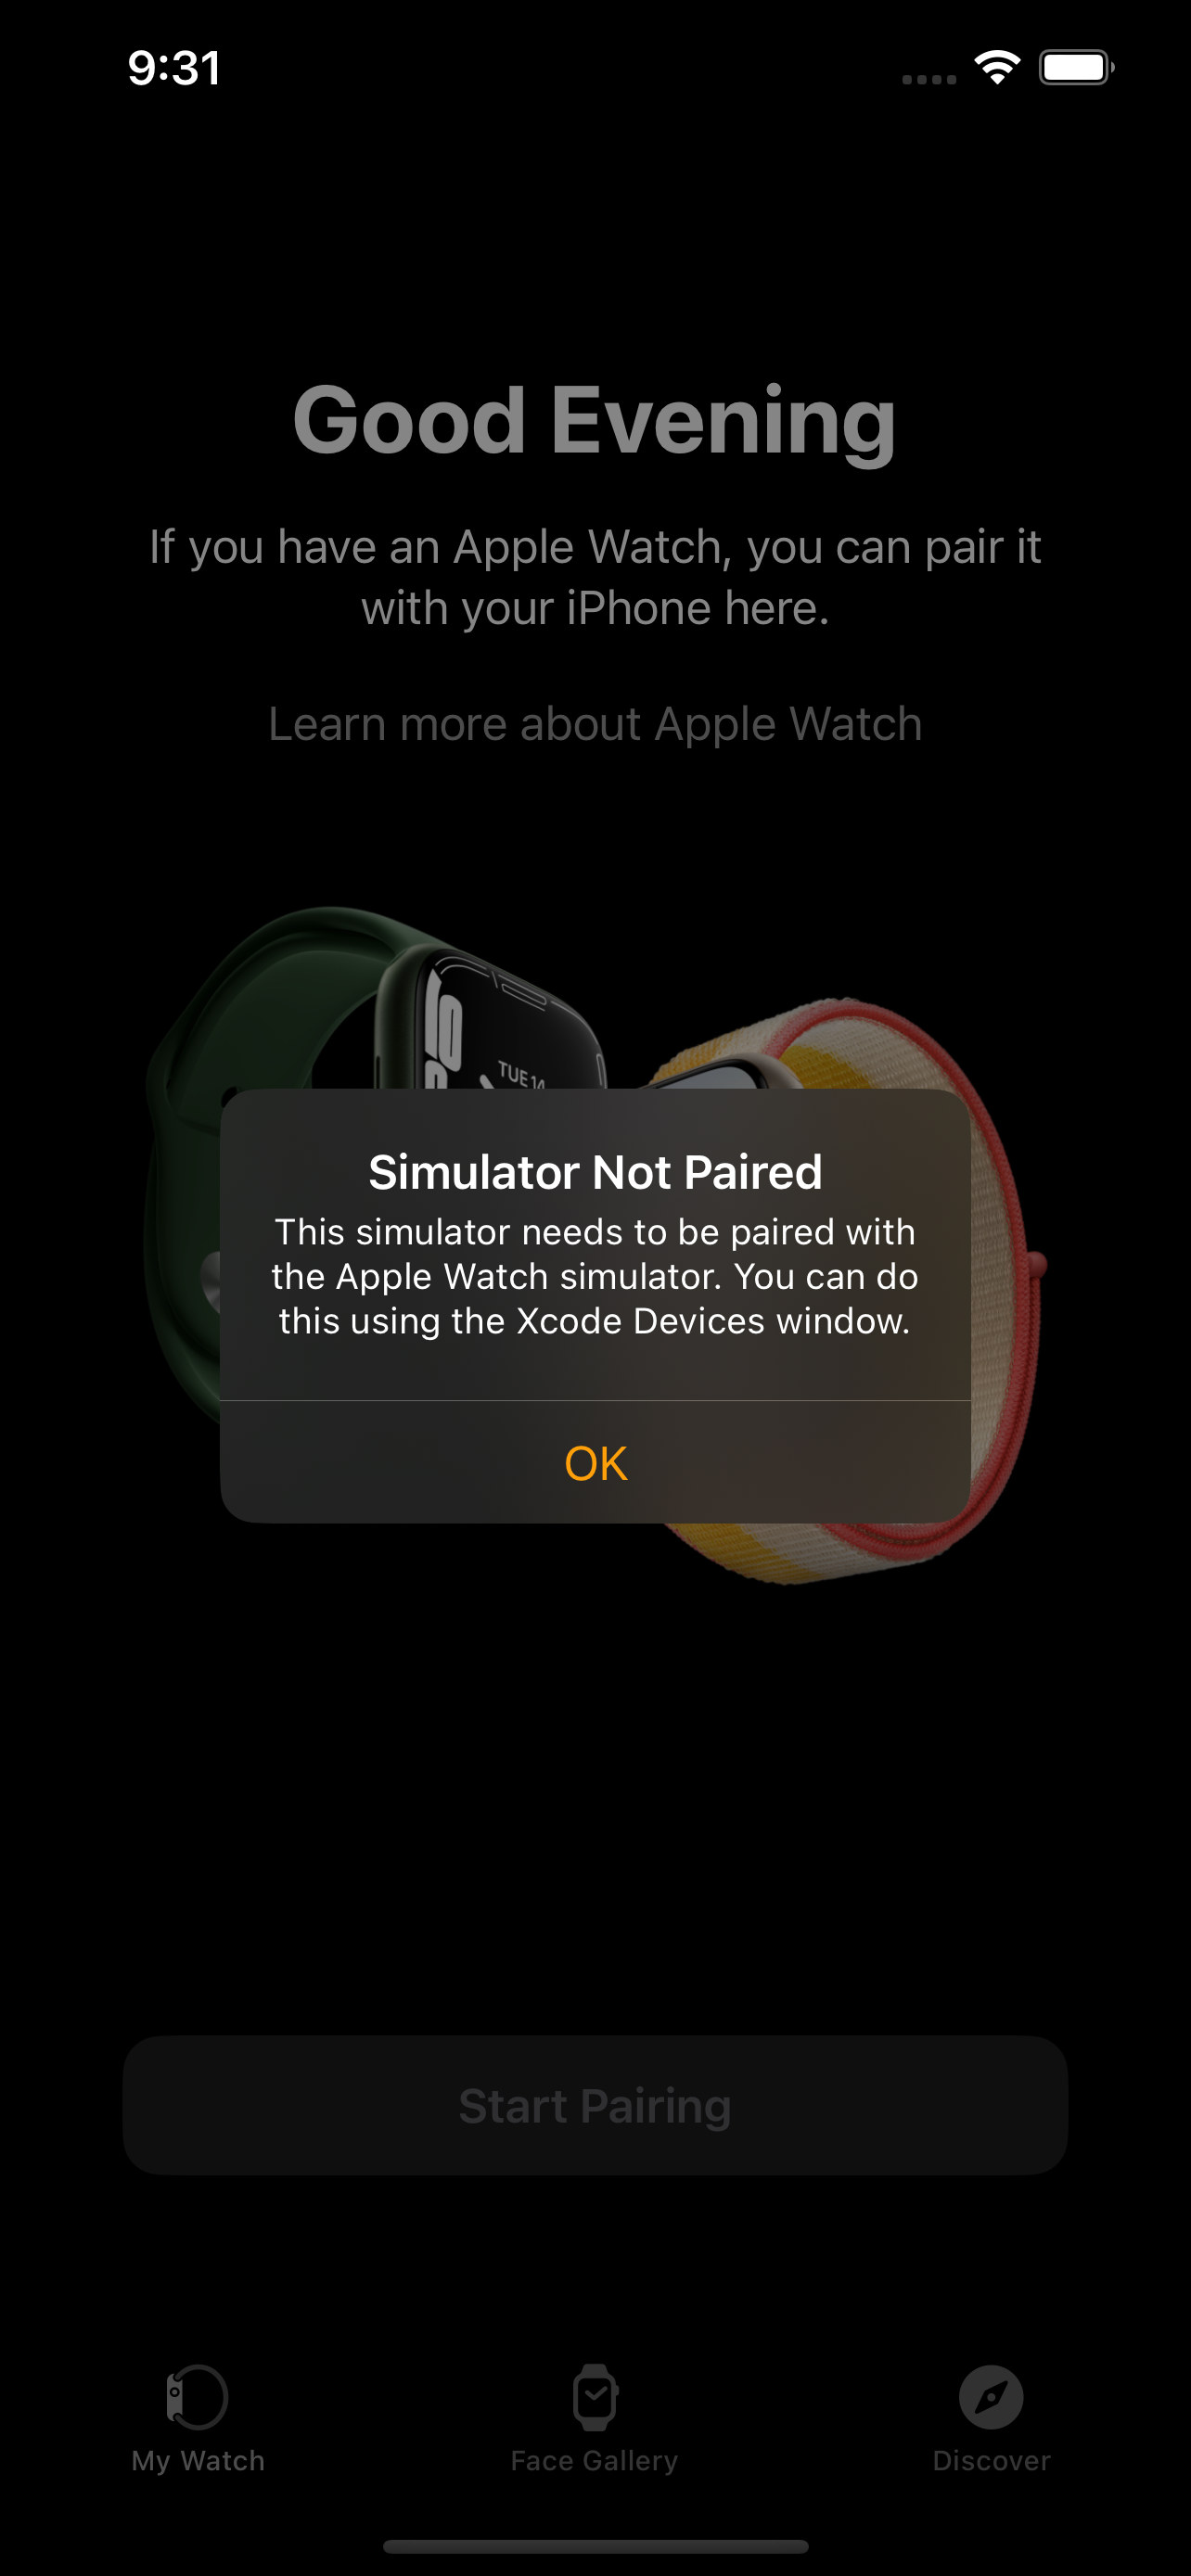 9:31
Good Evening
If you have an Apple Watch, you can pair it
with your iPhone here.
Learn more about Apple Watch
TUE 14
Simulator Not Paired
This simulator needs to be paired with
the Apple Watch simulator. You can do
this using the Xcode Devices window.
OK
Start Pairing
My Watch
Face Gallery
Discover